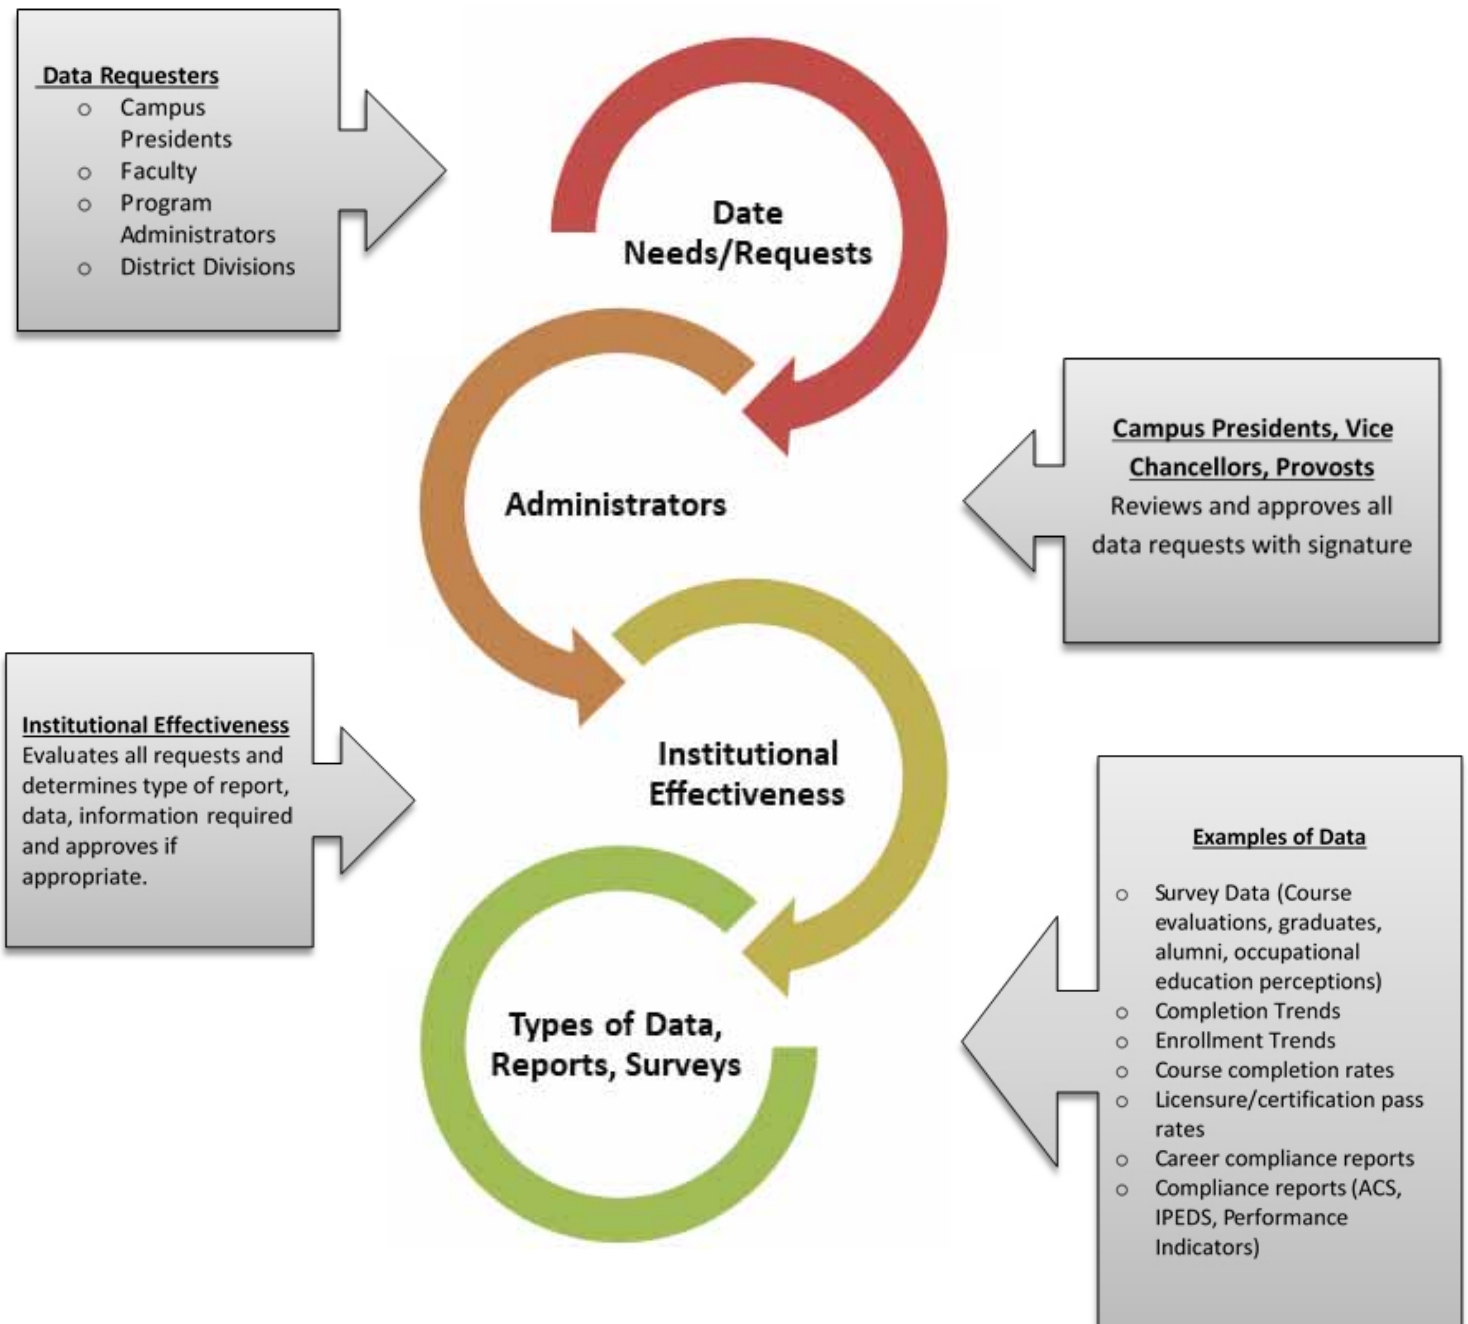 Data Requesters
o Campus
Presidents
o Faculty
o Program
Administrators
o District Divisions
Date
Needs/Requests
Administrators
Campus Presidents, Vice
Chancellors, Provosts
Reviews and approves all
data requests with signature
Institutional Effectiveness
Evaluates all requests and
determines type of report,
data, information required
and approves if
appropriate.
Institutional
Effectiveness
Types of Data,
Reports, Surveys
Examples of Data
o Survey Data (Course
evaluations, graduates,
alumni, occupational
education perceptions)
o Completion Trends
o Enrollment Trends
o Course completion rates
o Licensure/certification pass
rates
o Career compliance reports
o Compliance reports (ACS,
IPEDS, Performance
Indicators)